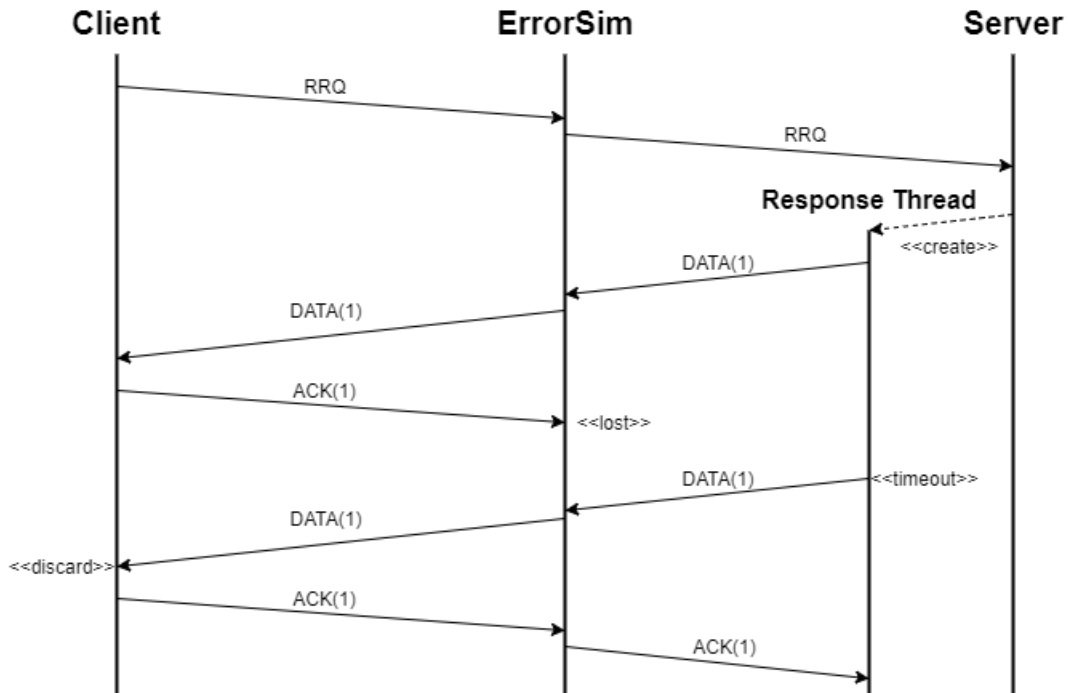 Client
ErrorSim
Server
RRQ
RRQ
Response Thread
<<create>>
DATA(1)
DATA(1)
ACK(1)
<<lost>>
DATA(1)
<<timeout>>
DATA(1)
<<discard>>
ACK(1)
ACK(1)